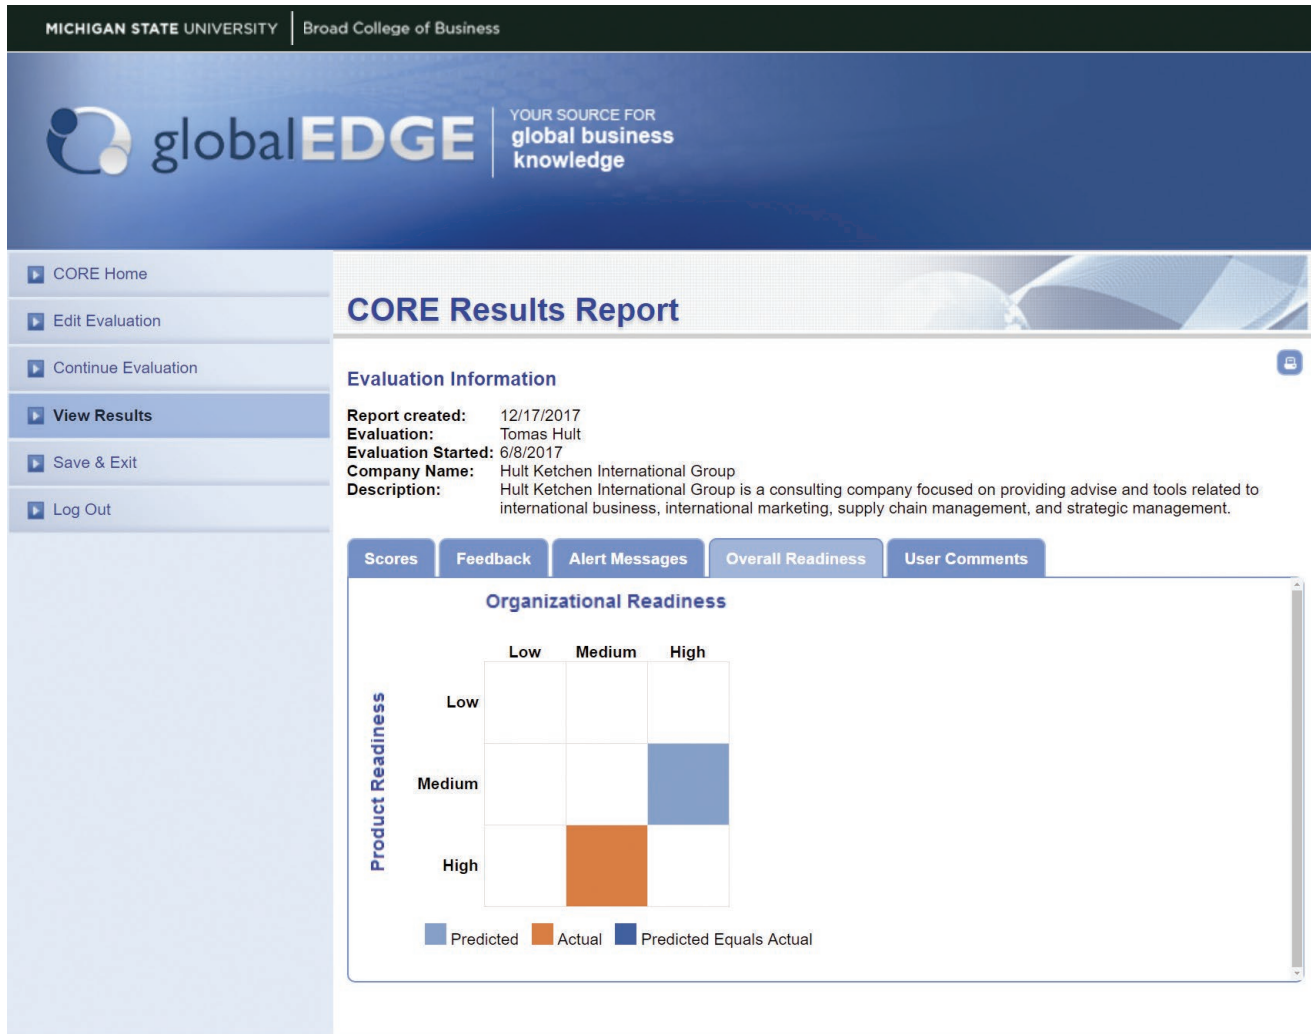 MICHIGAN STATE UNIVERSITY Broad College of Business
globalEDGE
YOUR SOURCE FOR
global business
knowledge
CORE Home
Edit Evaluation
Continue Evaluation
View Results
Save & Exit
Log Out
CORE Results Report
Evaluation Information
Report created: 12/17/2017
Evaluation: Tomas Hult
Evaluation Started: 6/8/2017
Company Name: Hult Ketchen International Group
Description: Hult Ketchen International Group is a consulting company focused on providing advise and tools related to
international business, international marketing, supply chain management, and strategic management.
Scores Feedback Alert Messages Overall Readiness User Comments
Organizational Readiness
Low Medium High
Product Readiness
Low
Medium
High
Predicted Actual Predicted Equals Actual